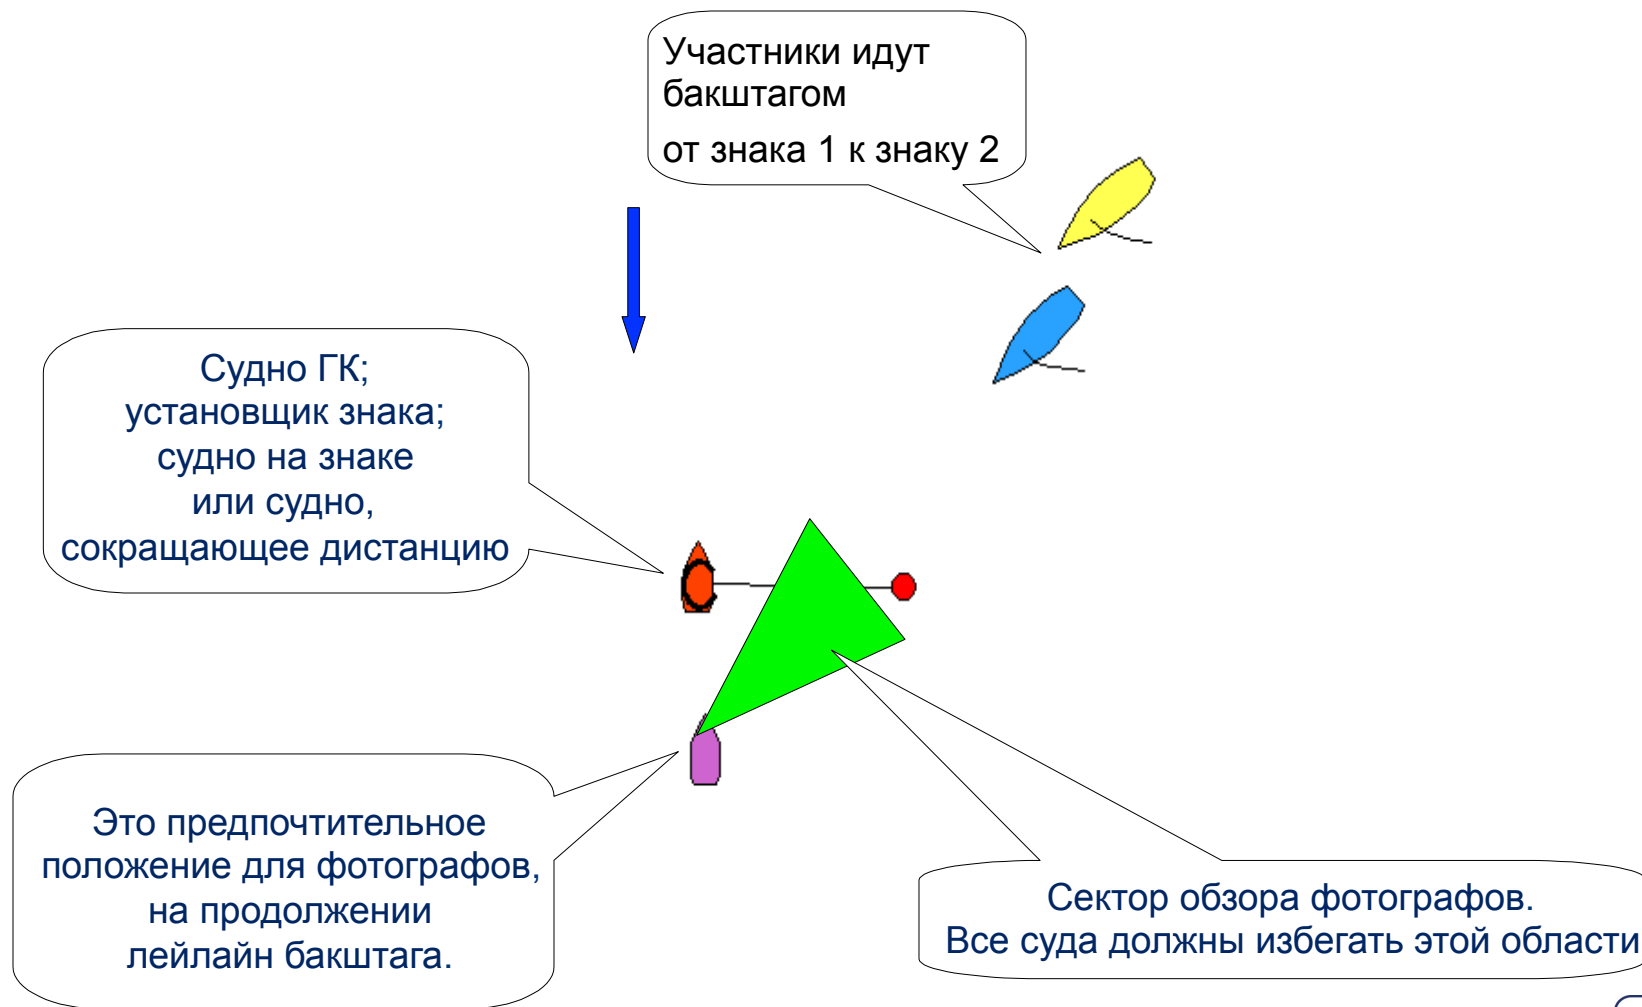 Участники идут
бакштагом
от знака 1 к знаку 2
Судно ГК;
установщик знака;
судно на знаке
или судно,
сокращающее дистанцию
Это предпочтительное
положение для фотографов,
на продолжении
лейлайн бакштага.
Сектор обзора фотографов.
Все суда должны избегать этой области